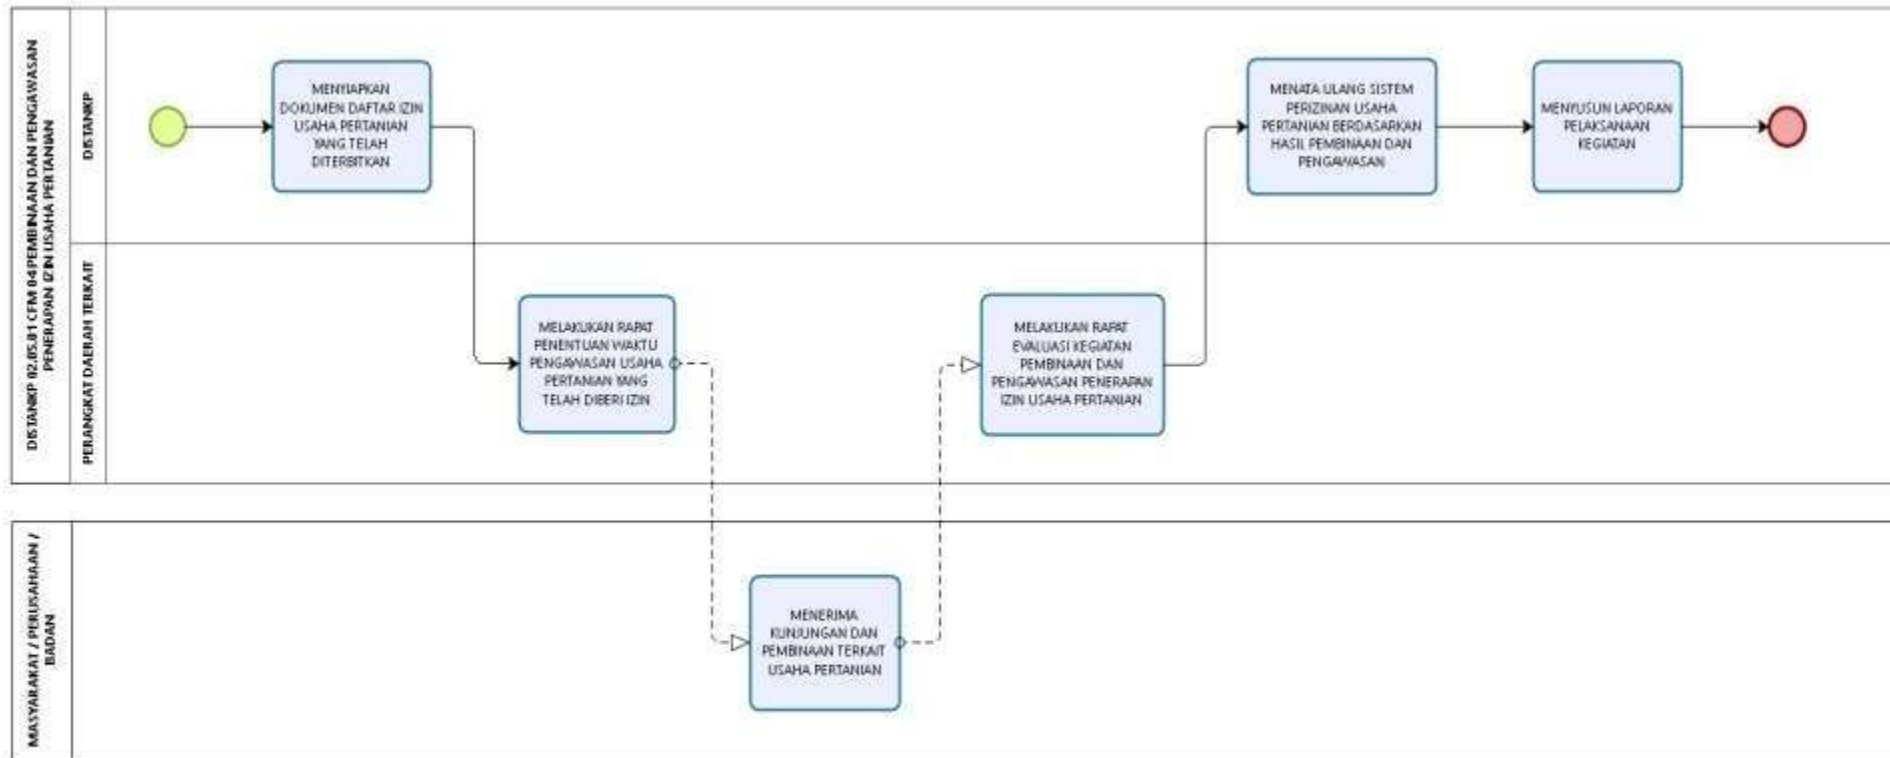 DISTANKP 02.05.01 CFM 04 PEMBINAAN DAN PENGAWASAN
PENERAPAN IZIN USAHA PERTANIAN
DISTANKP
MENYIAPKAN
DOKUMEN DAFTAR IZIN
USAHA PERTANIAN
YANG TELAH
DITERBITKAN
MENATA ULANG SISTEM
PERIZINAN USAHA
PERTANIAN BERDASARKAN
HASIL PEMBINAAN DAN
PENGAWASAN
MENYUSUN LAPORAN
PELAKSANAAN
KEGIATAN
PERANGKAT DAERAH TERKAIT
MELAKUKAN RAPAT
PENENTUAN WAKTU
PENGAWASAN USAHA
PERTANIAN YANG
TELAH DIBERI IZIN
MELAKUKAN RAPAT
EVALUASI KEGIATAN
PEMBINAAN DAN
PENGAWASAN PENERAPAN
IZIN USAHA PERTANIAN
MASYARAKAT / PERUSAHAAN /
BADAN
MENERIMA
KUNJUNGAN DAN
PEMBINAAN TERKAIT
USAHA PERTANIAN